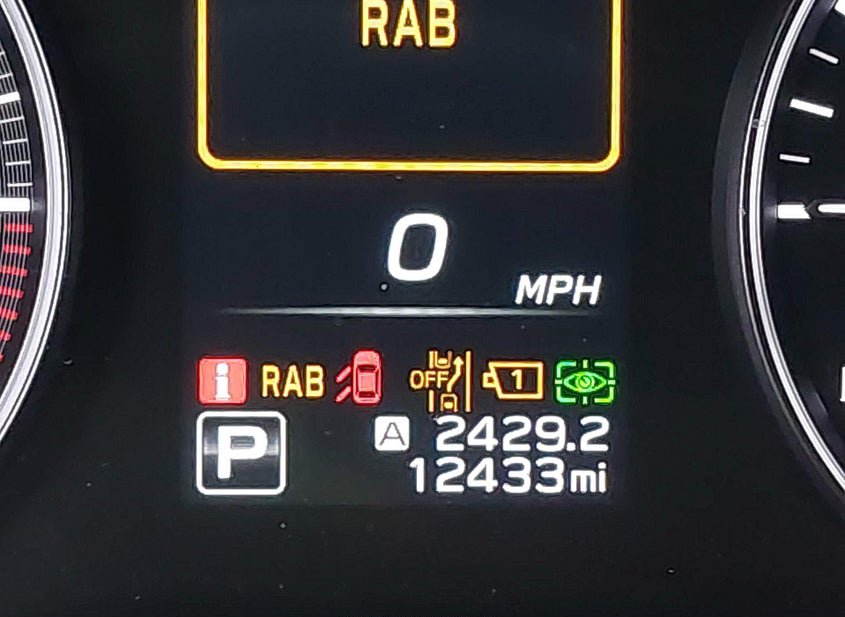 RAB
0
MPH
i RAB OFF 1
P A 2429.2
12433mi